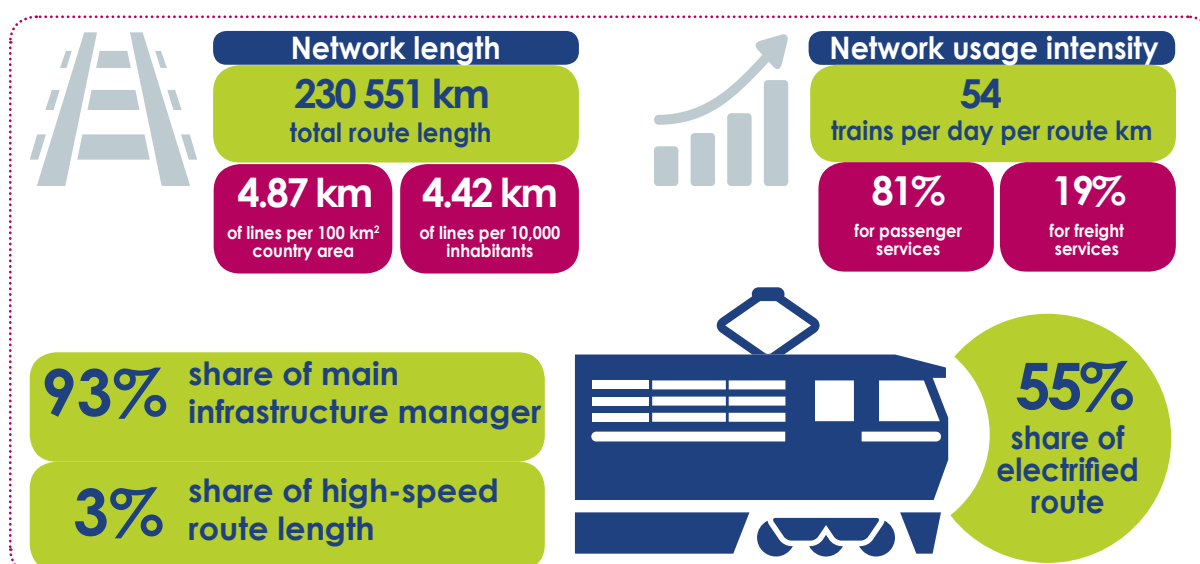 Network length
230 551 km
total route length
4.87 km
of lines per 100 km²
country area
4.42 km
of lines per 10,000
inhabitants
Network usage intensity
54
trains per day per route km
81%
for passenger
services
19%
for freight
services
93%
share of main
infrastructure manager
3%
share of high-speed
route length
55%
share of
electrified
route